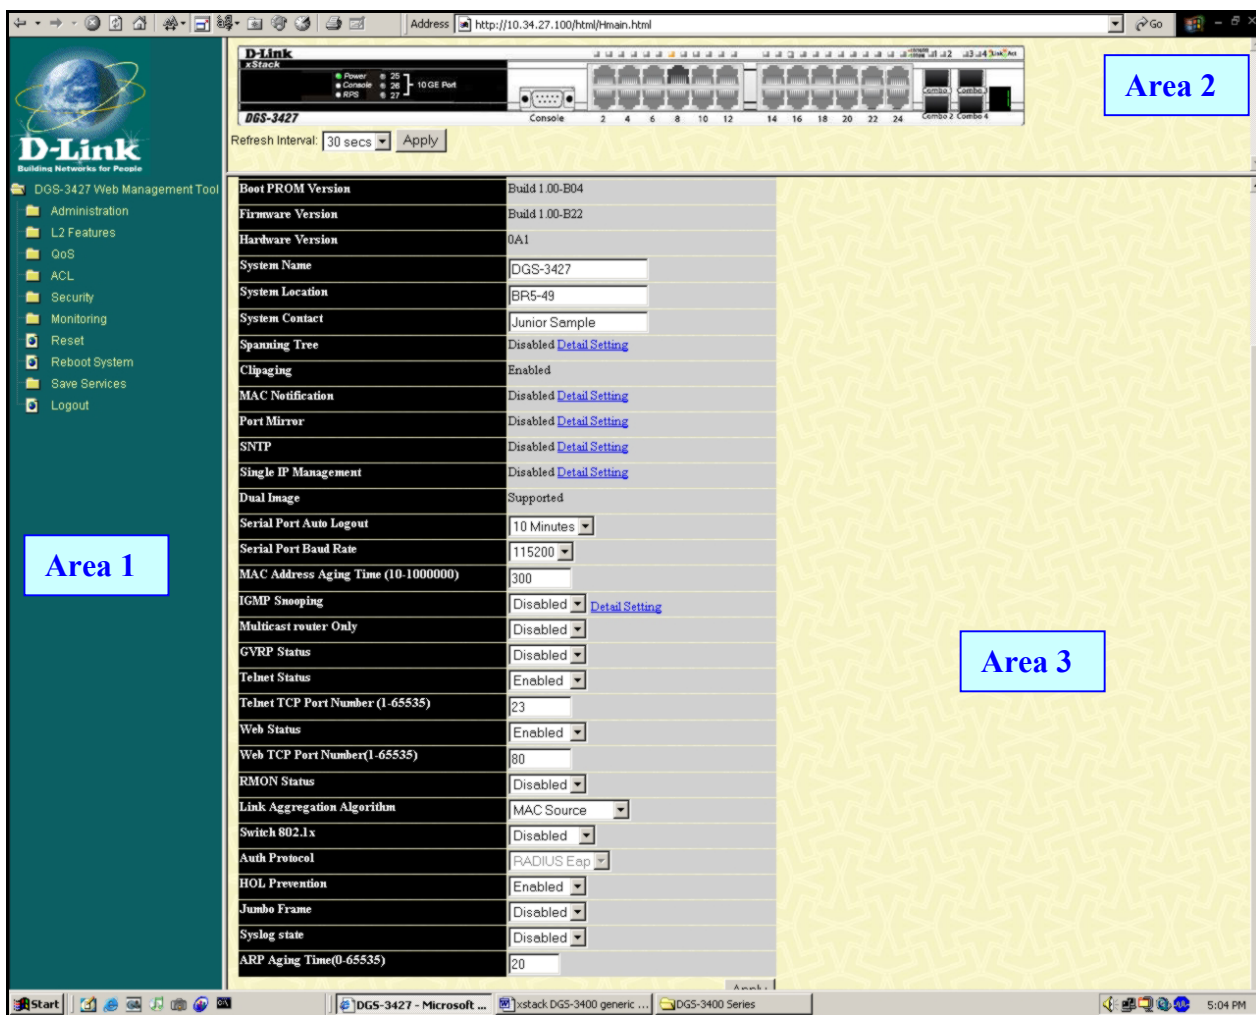 Address http://10.34.27.100/html/Hmain.html Go
D-Link
Building Networks for People
DGS-3427 Web Management Tool
Administration
L2 Features
QoS
ACL
Security
Monitoring
Reset
Reboot System
Save Services
Logout
Area 1
D-Link
xStack
Power 25
Console 26 10GE Port
RPS 27
DGS-3427
Console 2 4 6 8 10 12 14 16 18 20 22 24 Combo 2 Combo 4
Refresh Interval: 30 secs Apply
Area 2
Boot PROM Version Build 1.00-B04
Firmware Version Build 1.00-B22
Hardware Version 0A1
System Name DGS-3427
System Location BR5-49
System Contact Junior Sample
Spanning Tree Disabled Detail Setting
Clipaging Enabled
MAC Notification Disabled Detail Setting
Port Mirror Disabled Detail Setting
SNTP Disabled Detail Setting
Single IP Management Disabled Detail Setting
Dual Image Supported
Serial Port Auto Logout 10 Minutes
Serial Port Baud Rate 115200
MAC Address Aging Time (10-1000000) 300
IGMP Snooping Disabled Detail Setting
Multicast router Only Disabled
GVRP Status Disabled
Telnet Status Enabled
Telnet TCP Port Number (1-65535) 23
Web Status Enabled
Web TCP Port Number(1-65535) 80
RMON Status Disabled
Link Aggregation Algorithm MAC Source
Switch 802.1x Disabled
Auth Protocol RADIUS Eap
HOL Prevention Enabled
Jumbo Frame Disabled
Syslog state Disabled
ARP Aging Time(0-65535) 20
Apply
Area 3
Start DGS-3427 - Microsoft ... xstack DGS-3400 generic ... DGS-3400 Series 5:04 PM